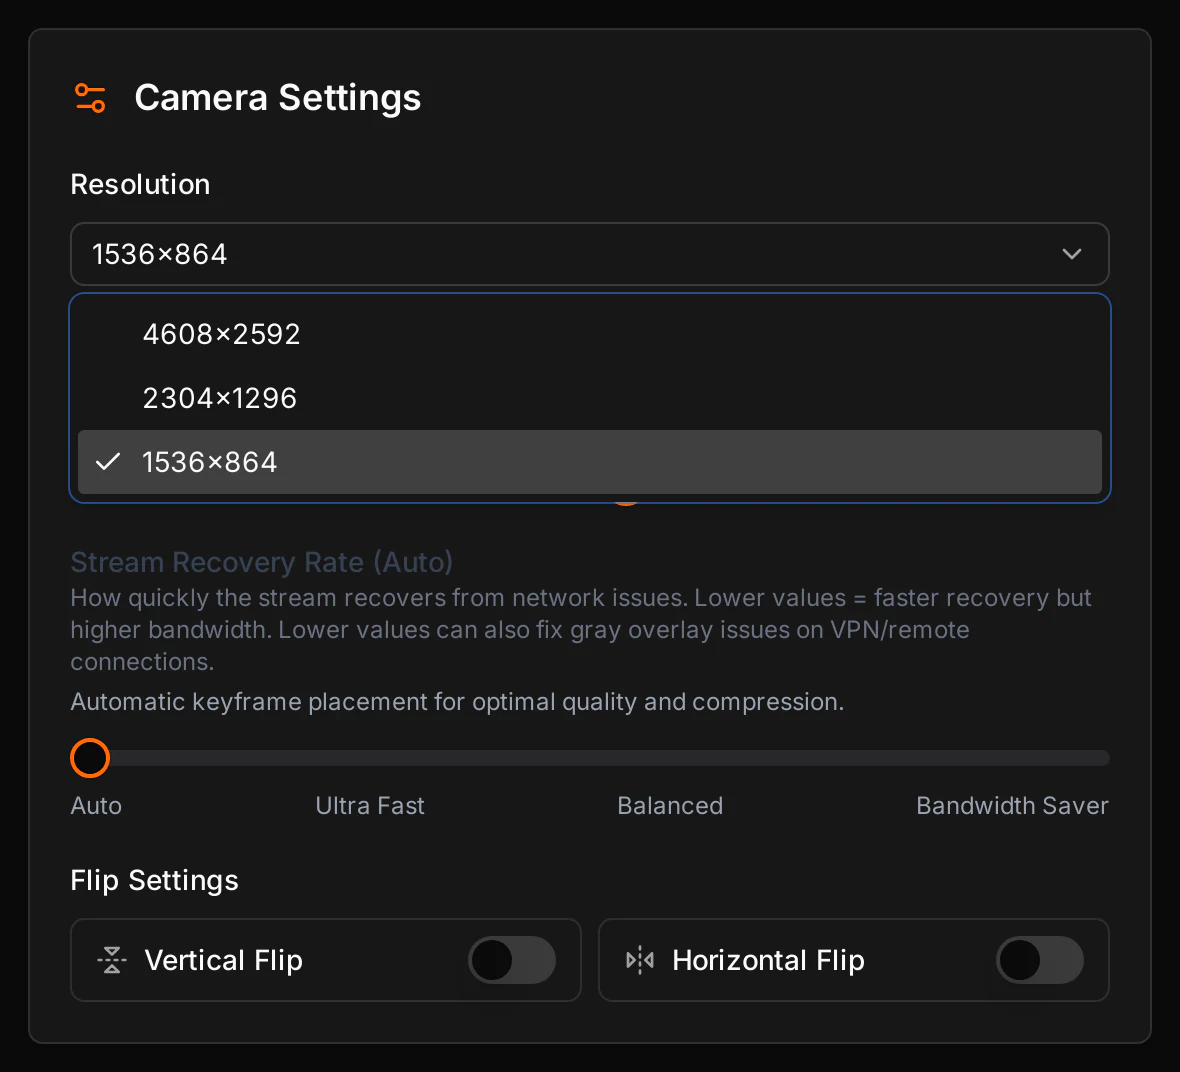 Camera Settings
Resolution
1536×864
4608×2592
2304×1296
1536×864
Stream Recovery Rate (Auto)
How quickly the stream recovers from network issues. Lower values = faster recovery but
higher bandwidth. Lower values can also fix gray overlay issues on VPN/remote
connections.
Automatic keyframe placement for optimal quality and compression.
Auto Ultra Fast Balanced Bandwidth Saver
Flip Settings
Vertical Flip Horizontal Flip